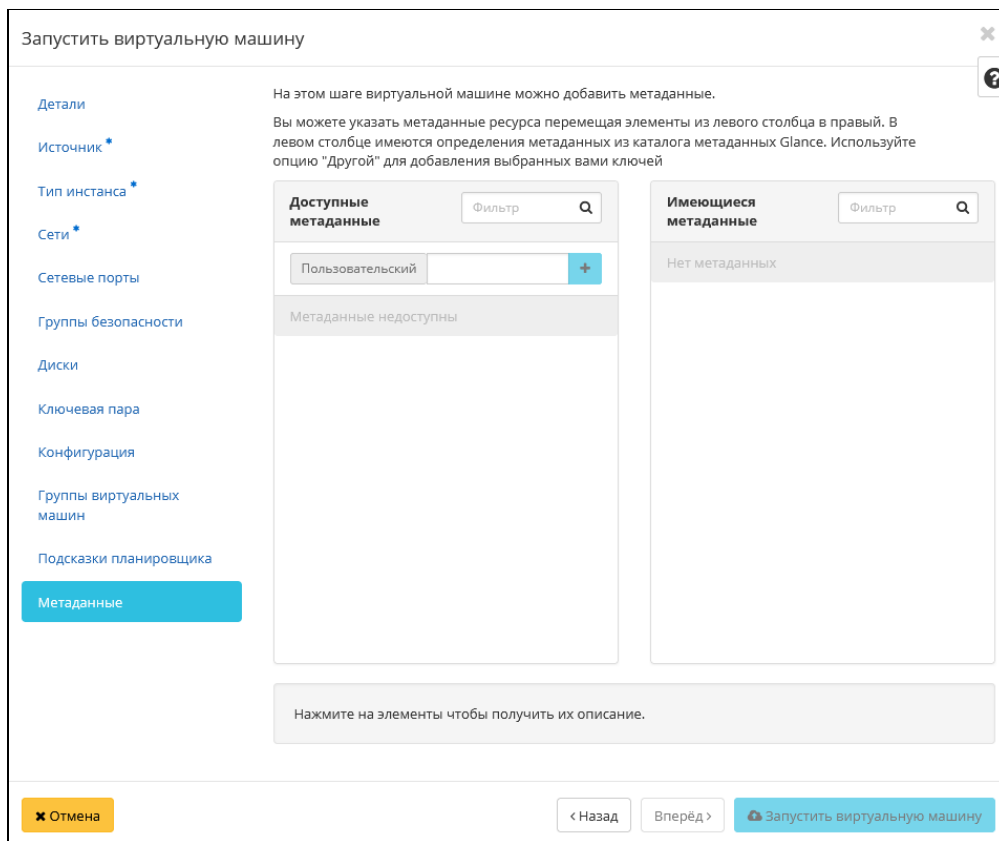 Запустить виртуальную машину
Детали
Источник *
Тип инстанса *
Сети *
Сетевые порты
Группы безопасности
Диски
Ключевая пара
Конфигурация
Группы виртуальных
машин
Подсказки планировщика
Метаданные
На этом шаге виртуальной машине можно добавить метаданные.
Вы можете указать метаданные ресурса перемещая элементы из левого столбца в правый. В
левом столбце имеются определения метаданных из каталога метаданных Glance. Используйте
опцию "Другой" для добавления выбранных вами ключей
Доступные
метаданные
Фильтр
Пользовательский
+
Метаданные недоступны
Имеющиеся
метаданные
Фильтр
Нет метаданных
Нажмите на элементы чтобы получить их описание.
✖ Отмена
< Назад
Вперёд >
Запустить виртуальную машину